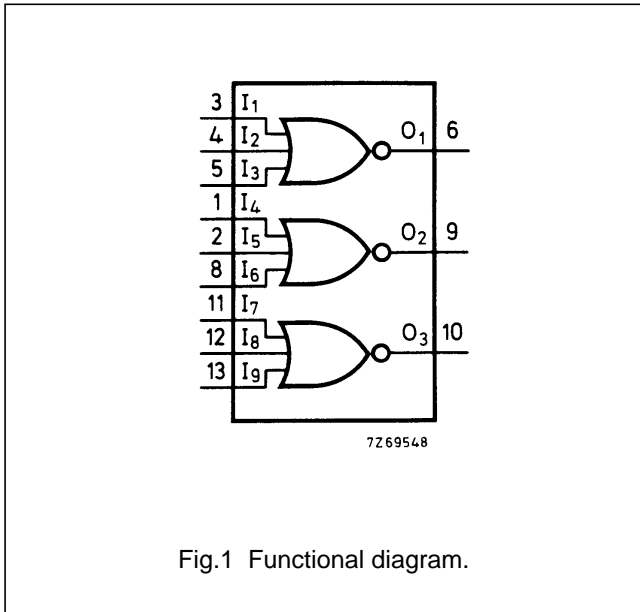 3 I1
4 I2 O1 6
5 I3
1 I4
2 I5 O2 9
8 I6
11 I7
12 I8 O3 10
13 I9
7Z69548
Fig.1 Functional diagram.